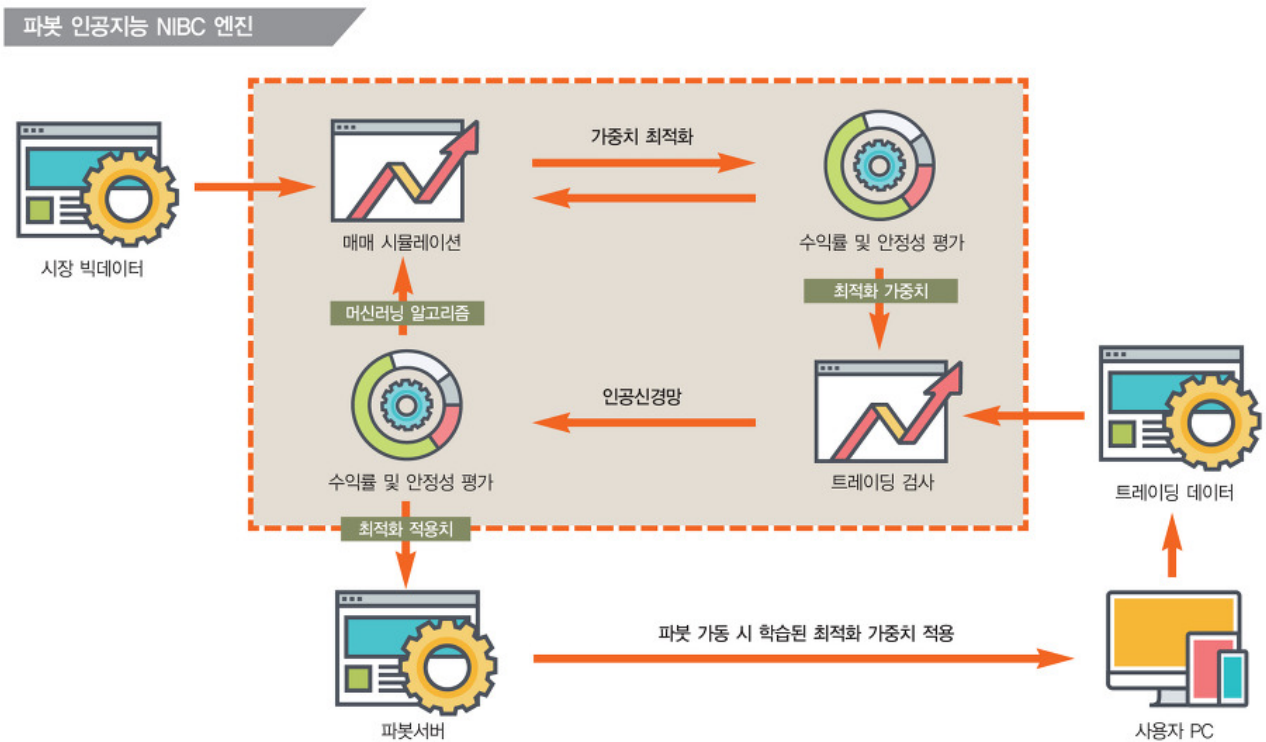 파봇 인공지능 NIBC 엔진
가중치 최적화
매매 시뮬레이션
수익률 및 안정성 평가
시장 빅데이터
최적화 가중치
머신러닝 알고리즘
인공신경망
수익률 및 안정성 평가
트레이딩 검사
트레이딩 데이터
최적화 적용치
파봇 가동 시 학습된 최적화 가중치 적용
파봇서버
사용자 PC